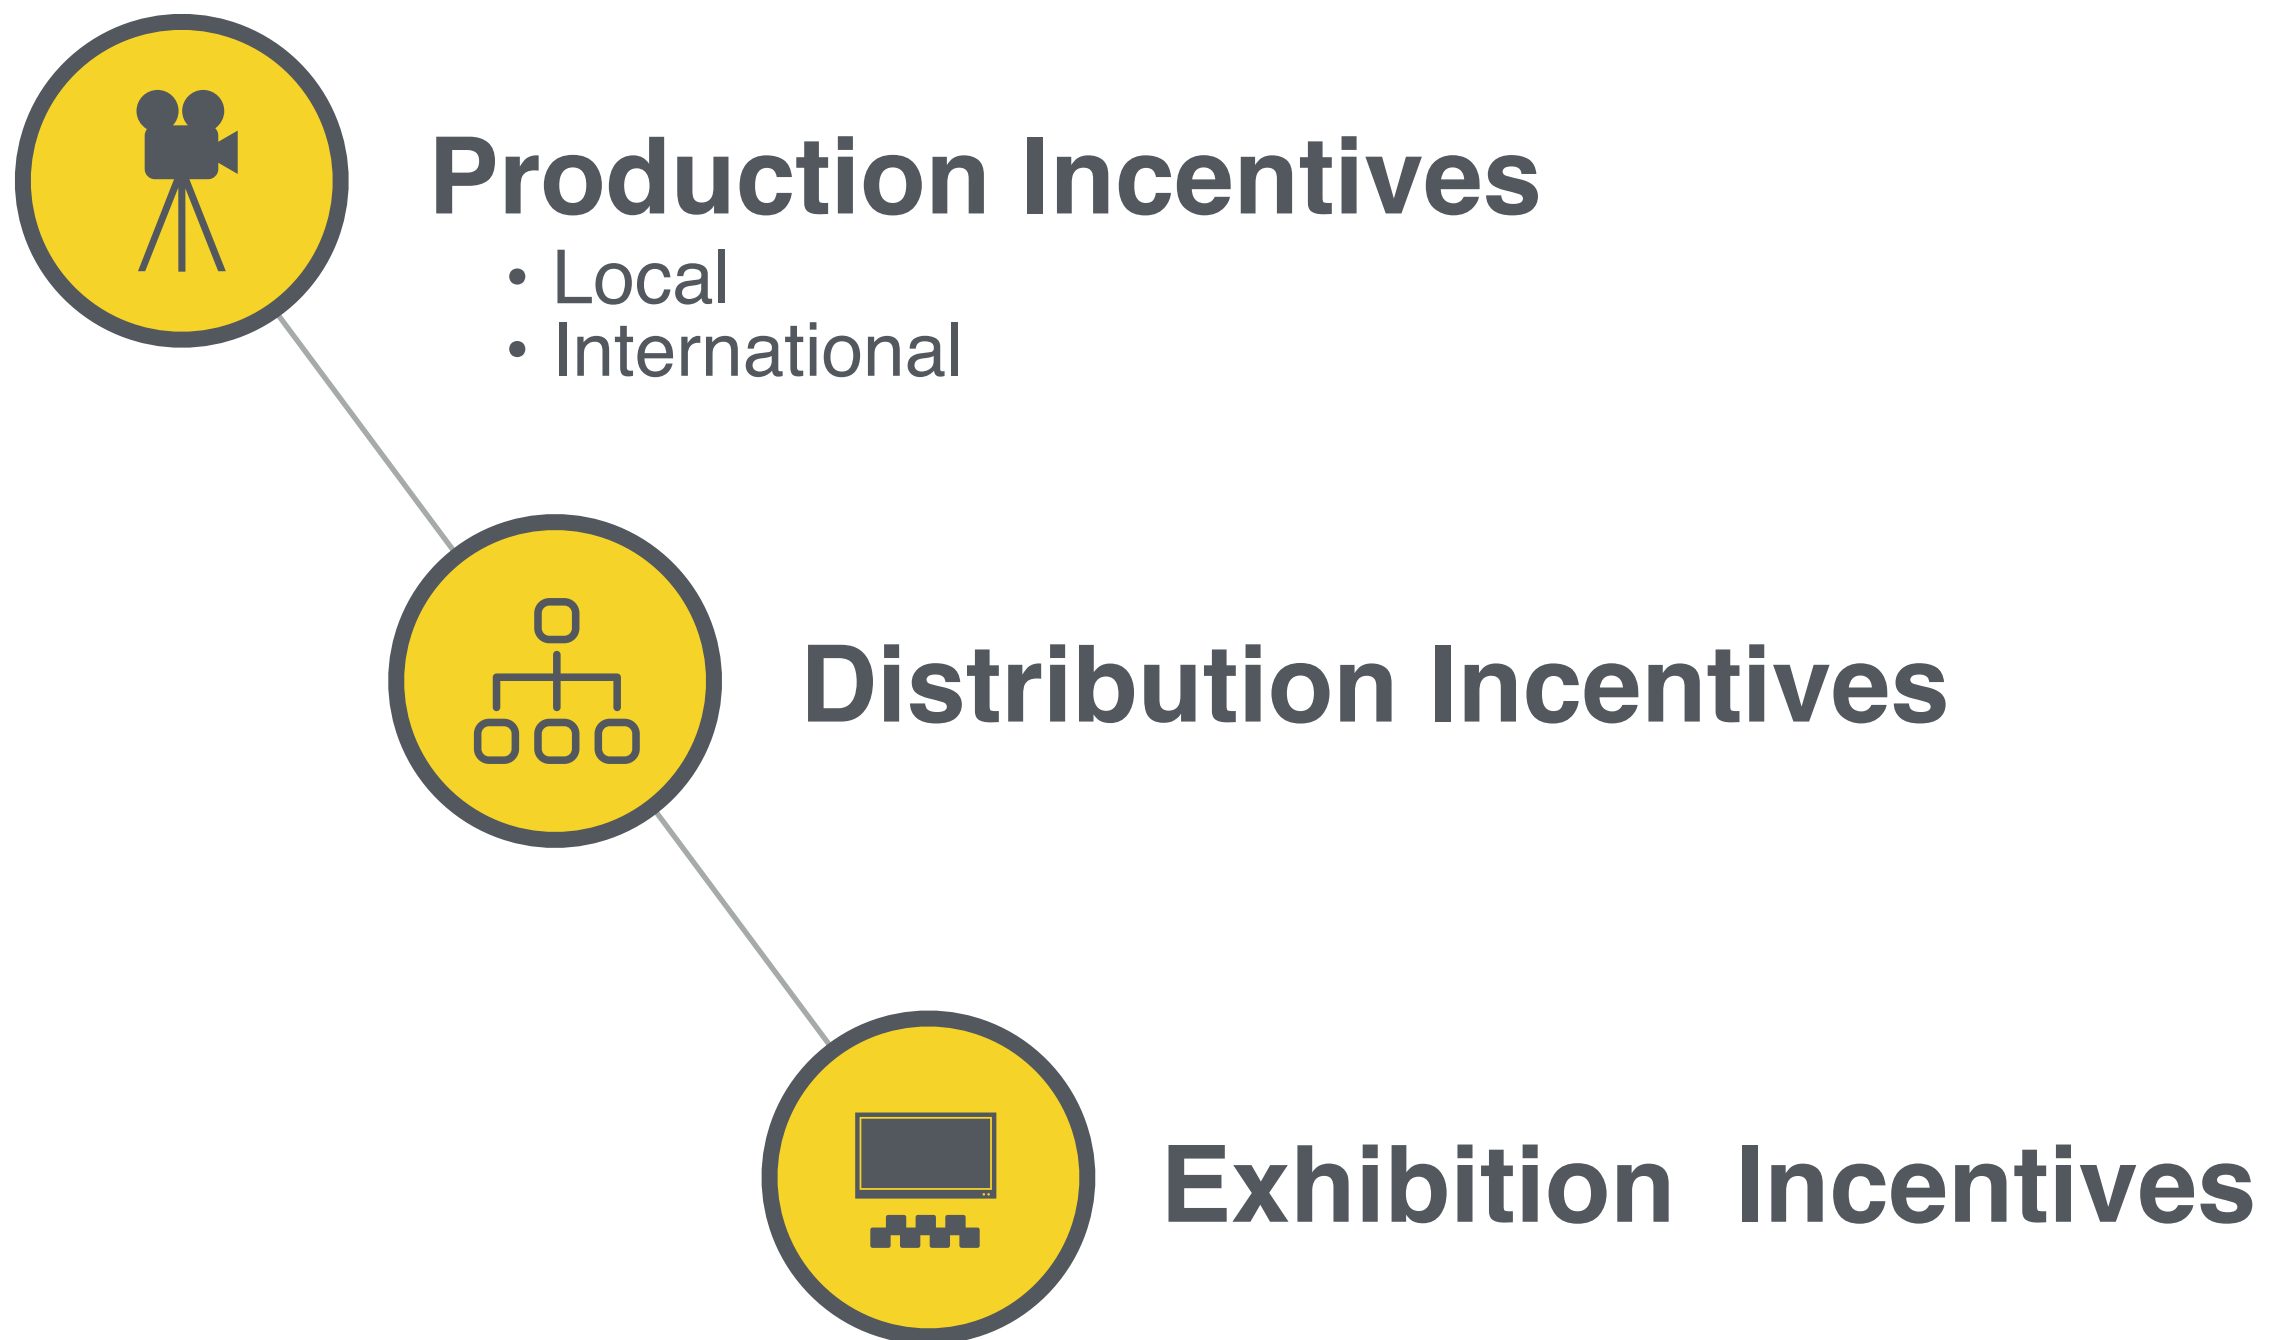 Production Incentives
• Local
• International
Distribution Incentives
Exhibition  Incentives